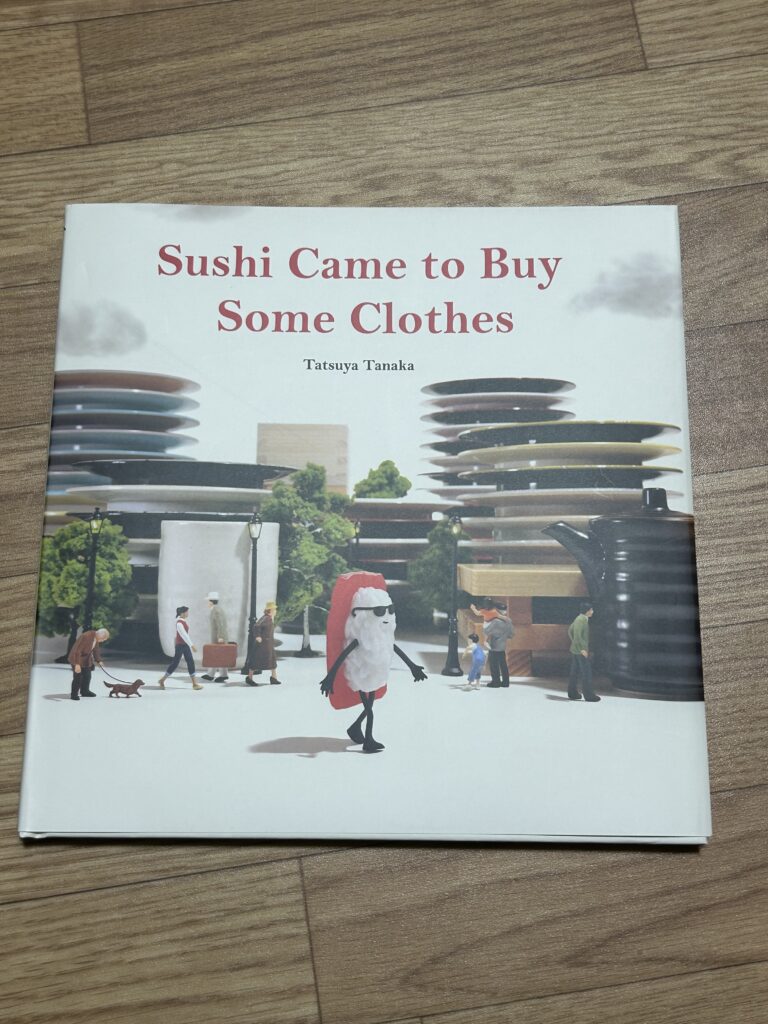 Sushi Came to Buy
Some Clothes
Tatsuya Tanaka